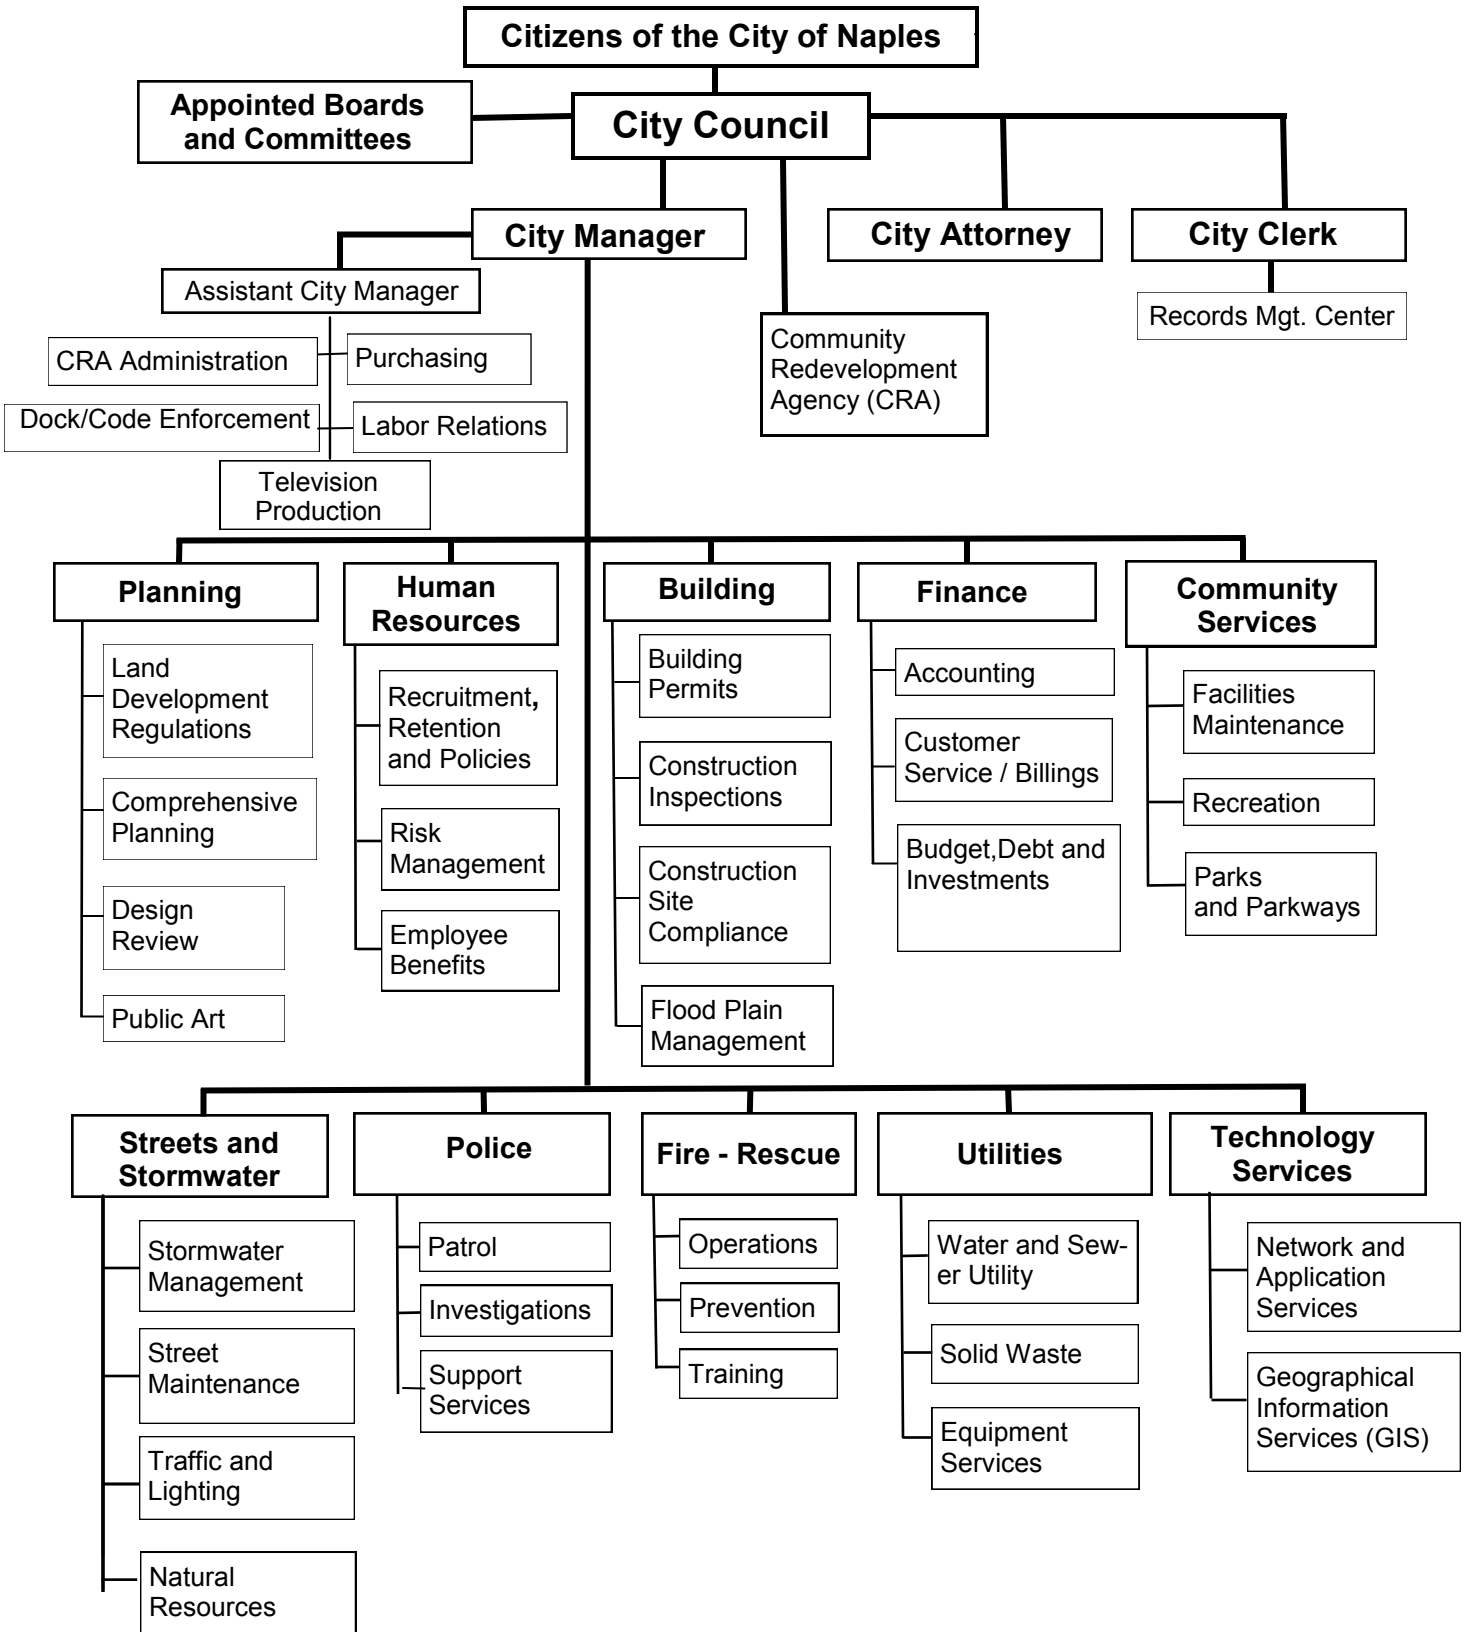 Citizens of the City of Naples
Appointed Boards
and Committees
City Council
City Manager
City Attorney
City Clerk
Assistant City Manager
Records Mgt. Center
Community
Redevelopment
Agency (CRA)
CRA Administration
Purchasing
Dock/Code Enforcement
Labor Relations
Television
Production
Planning
Land
Development
Regulations
Comprehensive
Planning
Design
Review
Public Art
Human
Resources
Recruitment,
Retention
and Policies
Risk
Management
Employee
Benefits
Building
Building
Permits
Construction
Inspections
Construction
Site
Compliance
Flood Plain
Management
Finance
Accounting
Customer
Service / Billings
Budget,Debt and
Investments
Community
Services
Facilities
Maintenance
Recreation
Parks
and Parkways
Streets and
Stormwater
Stormwater
Management
Street
Maintenance
Traffic and
Lighting
Natural
Resources
Police
Patrol
Investigations
Support
Services
Fire - Rescue
Operations
Prevention
Training
Utilities
Water and Sew-
er Utility
Solid Waste
Equipment
Services
Technology
Services
Network and
Application
Services
Geographical
Information
Services (GIS)